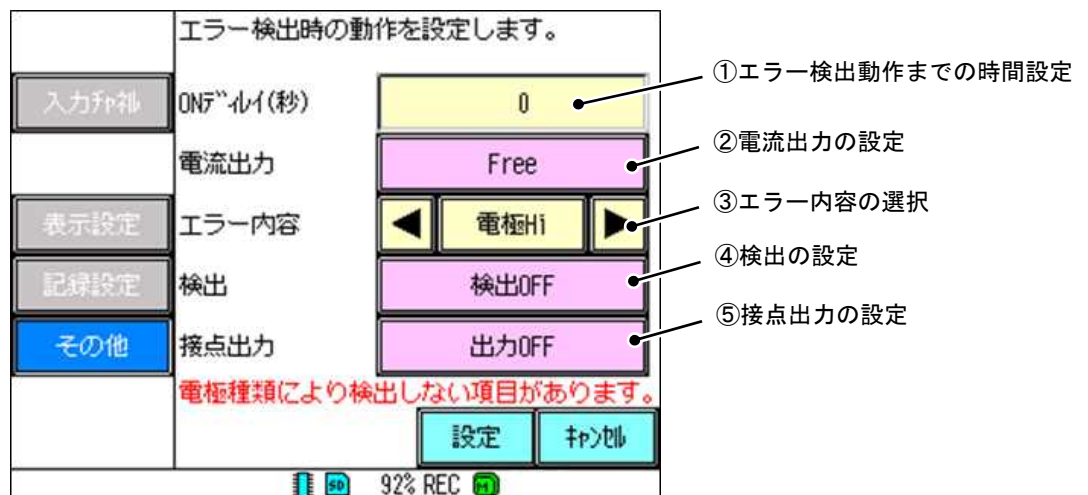 エラー検出時の動作を設定します。
入力ﾁｬﾈﾙ
ONﾃﾞｨﾚｲ(秒)
0
①エラー検出動作までの時間設定
電流出力
Free
②電流出力の設定
表示設定
エラー内容
◀
電極Hi
▶
③エラー内容の選択
記録設定
検出
検出OFF
④検出の設定
その他
接点出力
出力OFF
⑤接点出力の設定
電極種類により検出しない項目があります。
設定
ｷｬﾝｾﾙ
SD
92% REC
M